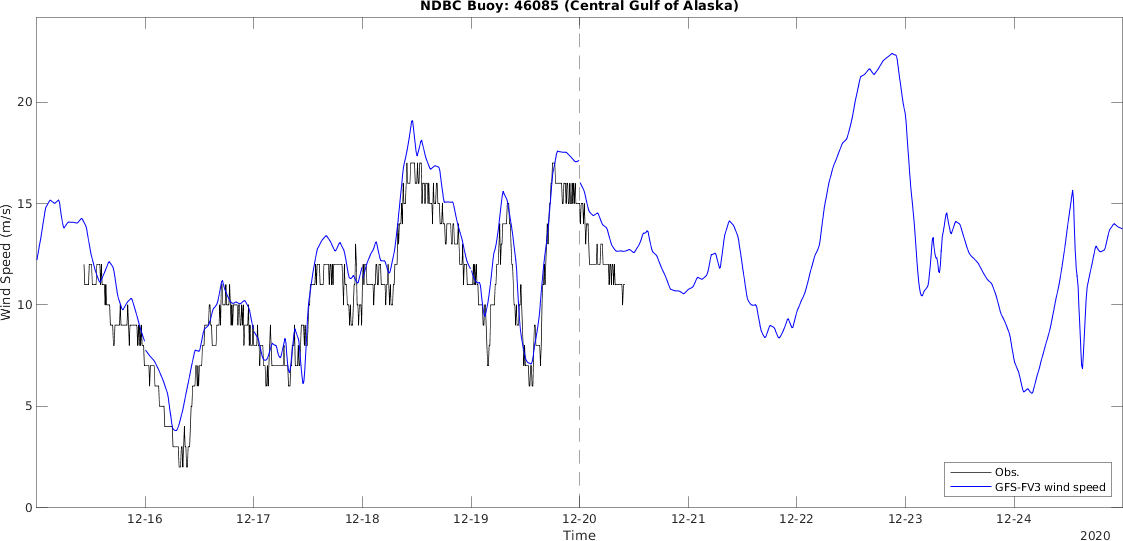 NDBC Buoy: 46085 (Central Gulf of Alaska)
20
15
10
5
0
Wind Speed (m/s)
12-16 12-17 12-18 12-19 12-20 12-21 12-22 12-23 12-24
Time
2020
Obs.
GFS-FV3 wind speed